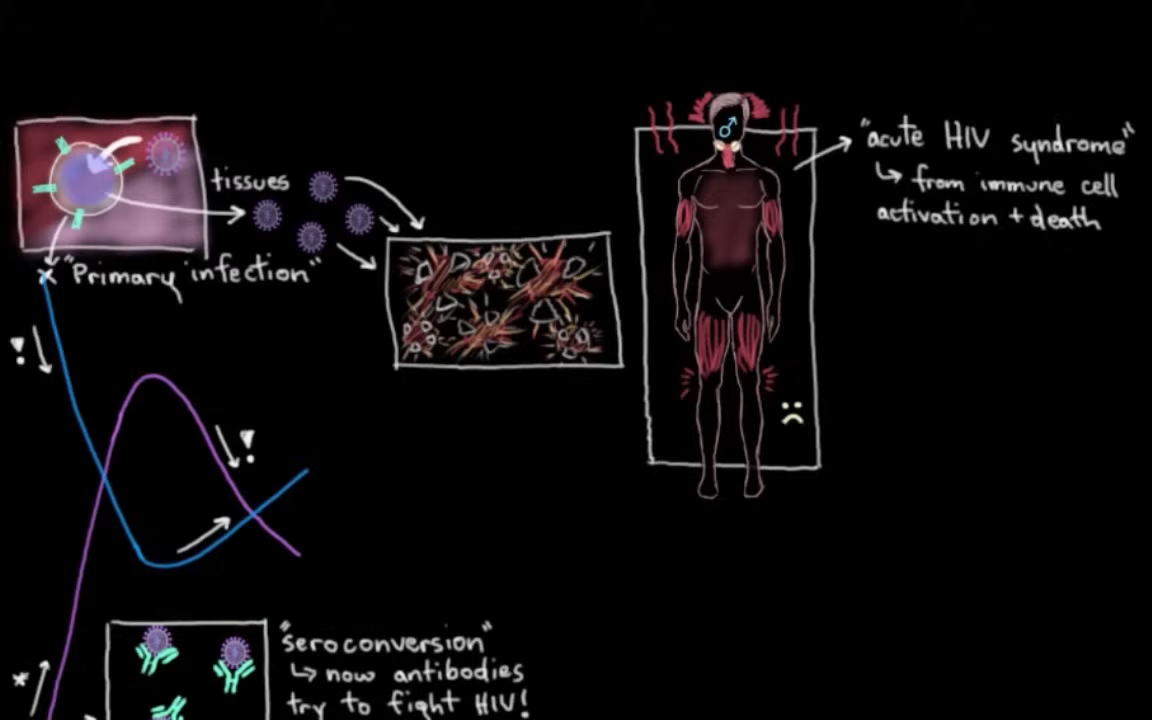 "acute HIV syndrome"
↳ from immune cell
activation + death
tissues
"Primary infection"
!
!
*
"seroconversion"
↳ now antibodies
try to fight HIV!